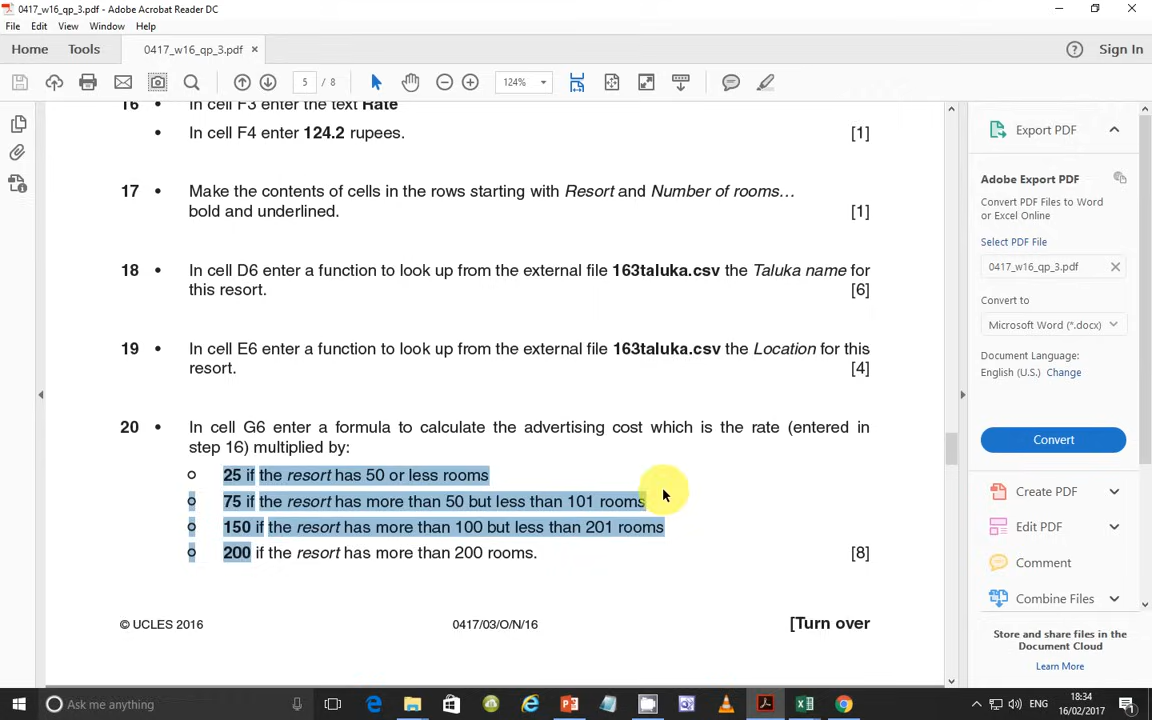 0417_w16_qp_3.pdf - Adobe Acrobat Reader DC
File Edit View Window Help
Home Tools 0417_w16_qp_3.pdf × Sign In
5 / 8 124%
16 • In cell F3 enter the text Rate
• In cell F4 enter 124.2 rupees. [1]
17 • Make the contents of cells in the rows starting with Resort and Number of rooms…
bold and underlined. [1]
18 • In cell D6 enter a function to look up from the external file 163taluka.csv the Taluka name for
this resort. [6]
19 • In cell E6 enter a function to look up from the external file 163taluka.csv the Location for this
resort. [4]
20 • In cell G6 enter a formula to calculate the advertising cost which is the rate (entered in
step 16) multiplied by:
○ 25 if the resort has 50 or less rooms
○ 75 if the resort has more than 50 but less than 101 rooms
○ 150 if the resort has more than 100 but less than 201 rooms
○ 200 if the resort has more than 200 rooms. [8]
© UCLES 2016 0417/03/O/N/16 [Turn over
Export PDF
Adobe Export PDF
Convert PDF Files to Word
or Excel Online
Select PDF File
0417_w16_qp_3.pdf ×
Convert to
Microsoft Word (*.docx)
Document Language:
English (U.S.) Change
Convert
Create PDF
Edit PDF
Comment
Combine Files
Store and share files in the
Document Cloud
Learn More
Ask me anything
ENG
18:34
16/02/2017